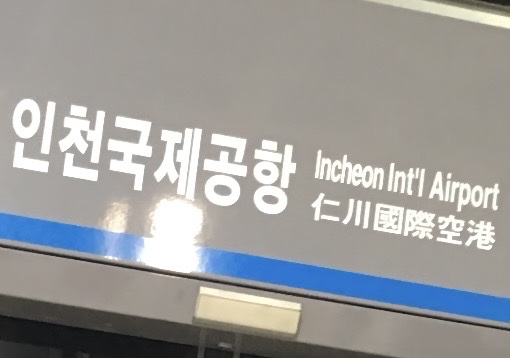 인천국제공항
Incheon Int'l Airport
仁川國際空港